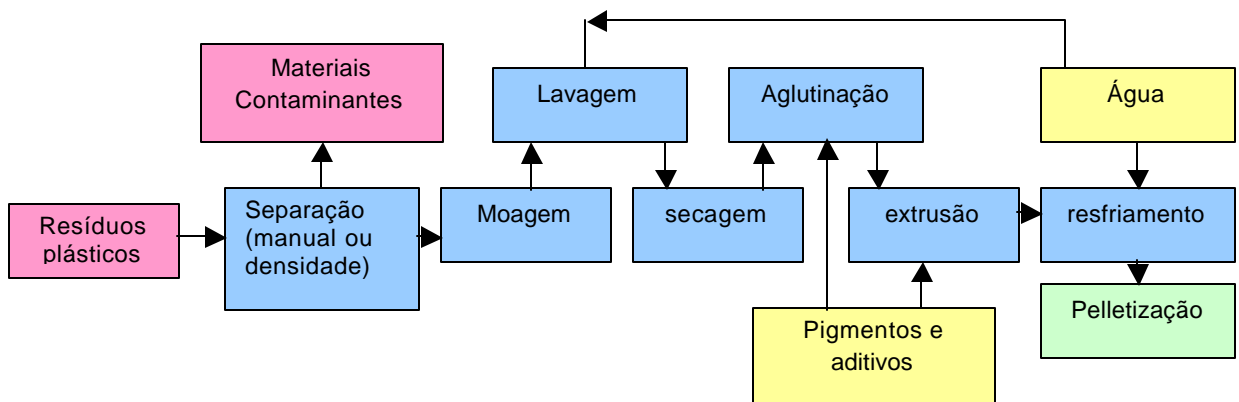 Materiais
Contaminantes
Lavagem
Aglutinação
Água
Resíduos
plásticos
Separação
(manual ou
densidade)
Moagem
secagem
extrusão
resfriamento
Pigmentos e
aditivos
Pelletização